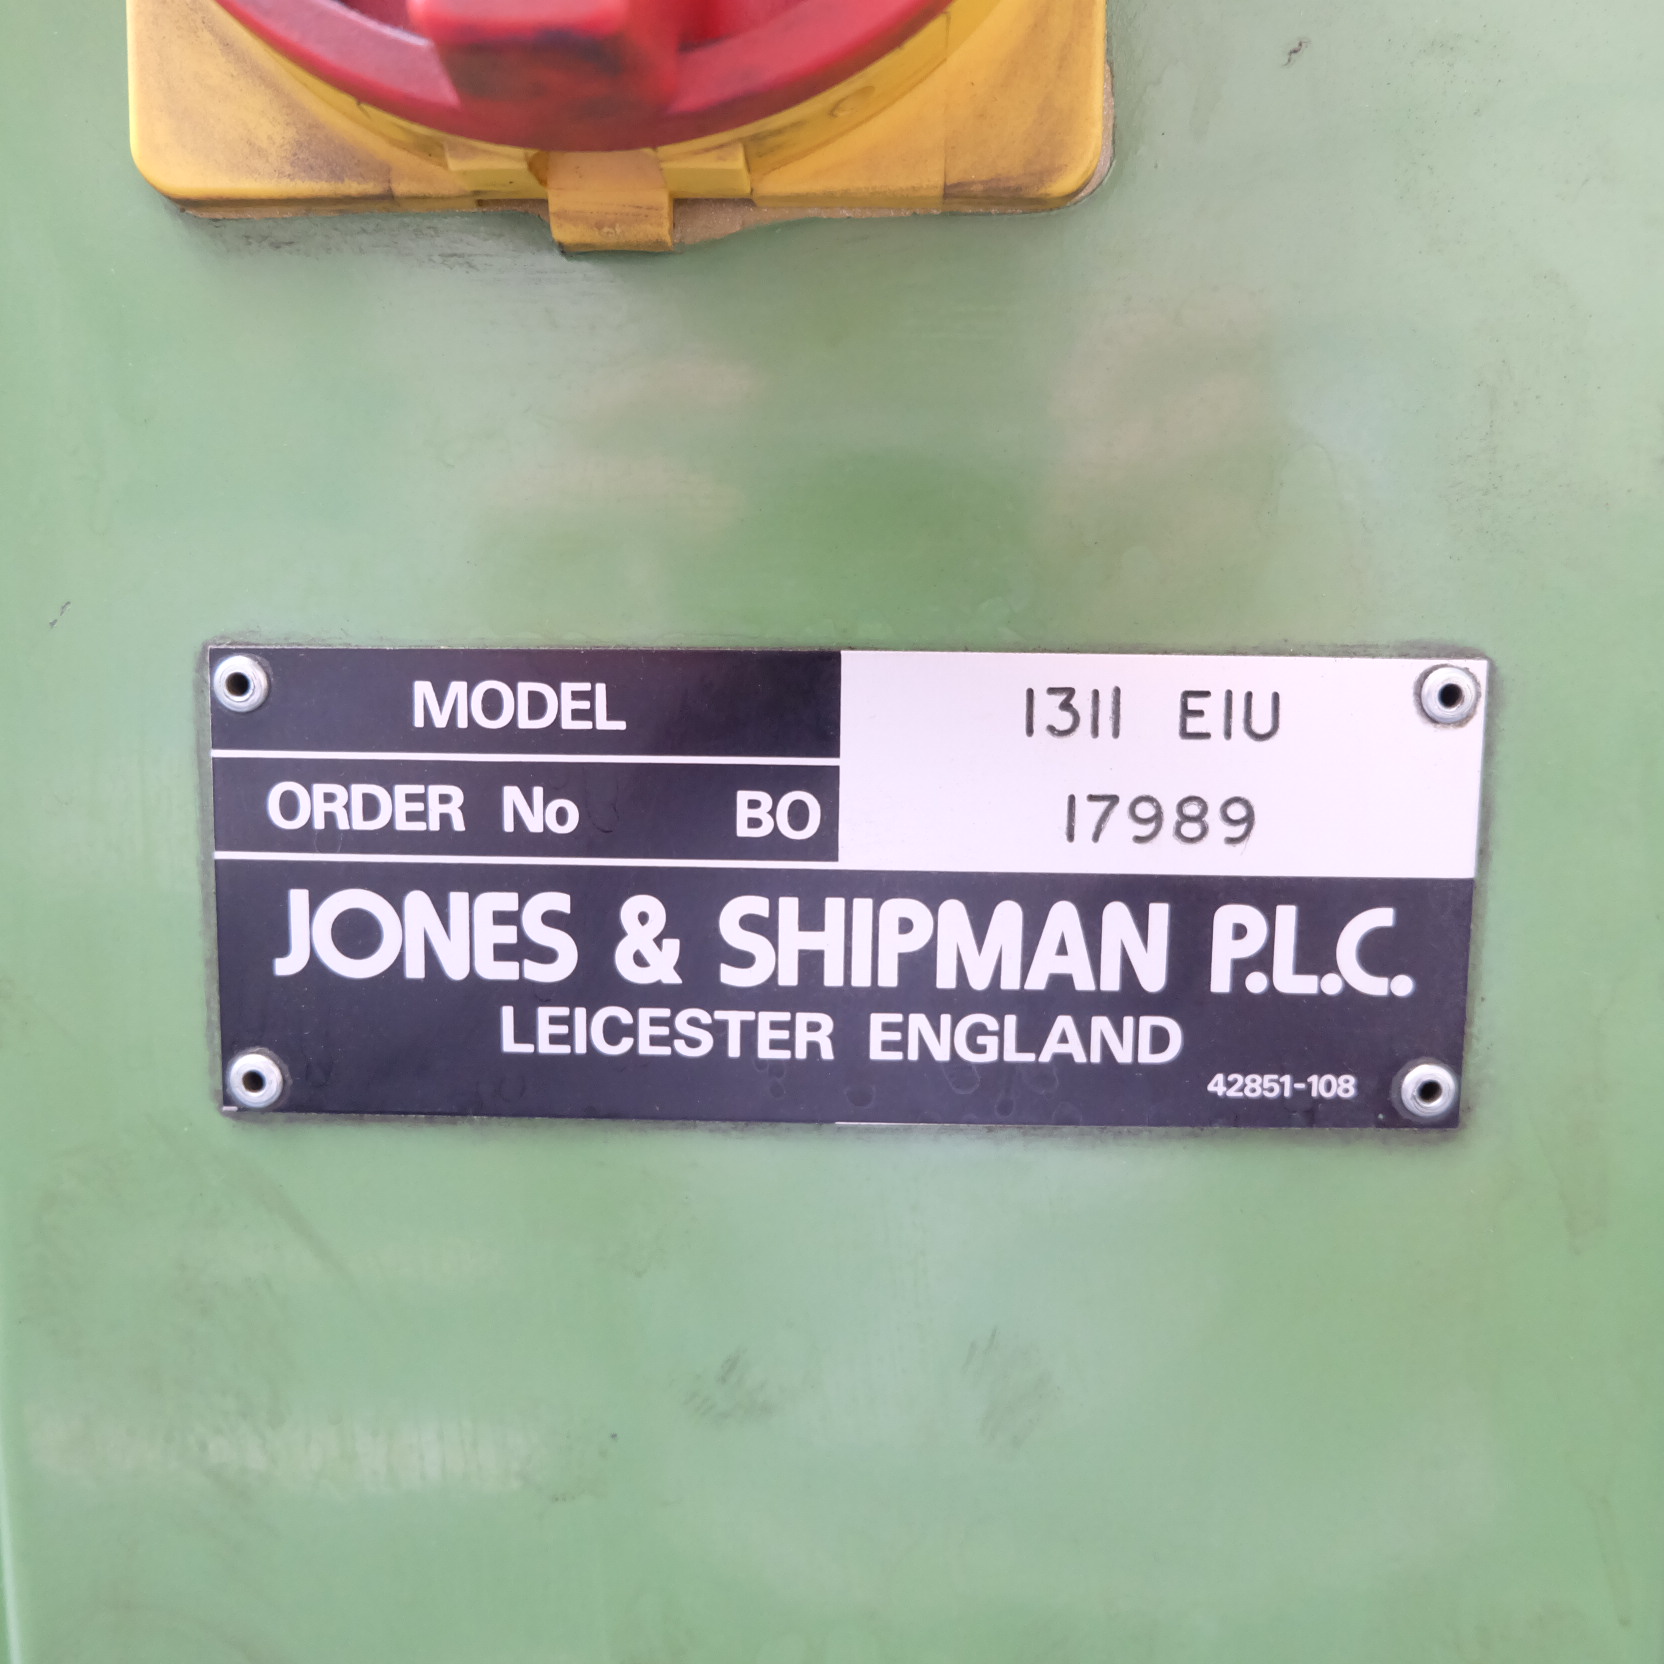 MODEL 1311 EIU
ORDER No BO 17989
JONES & SHIPMAN P.L.C.
LEICESTER ENGLAND
42851-108